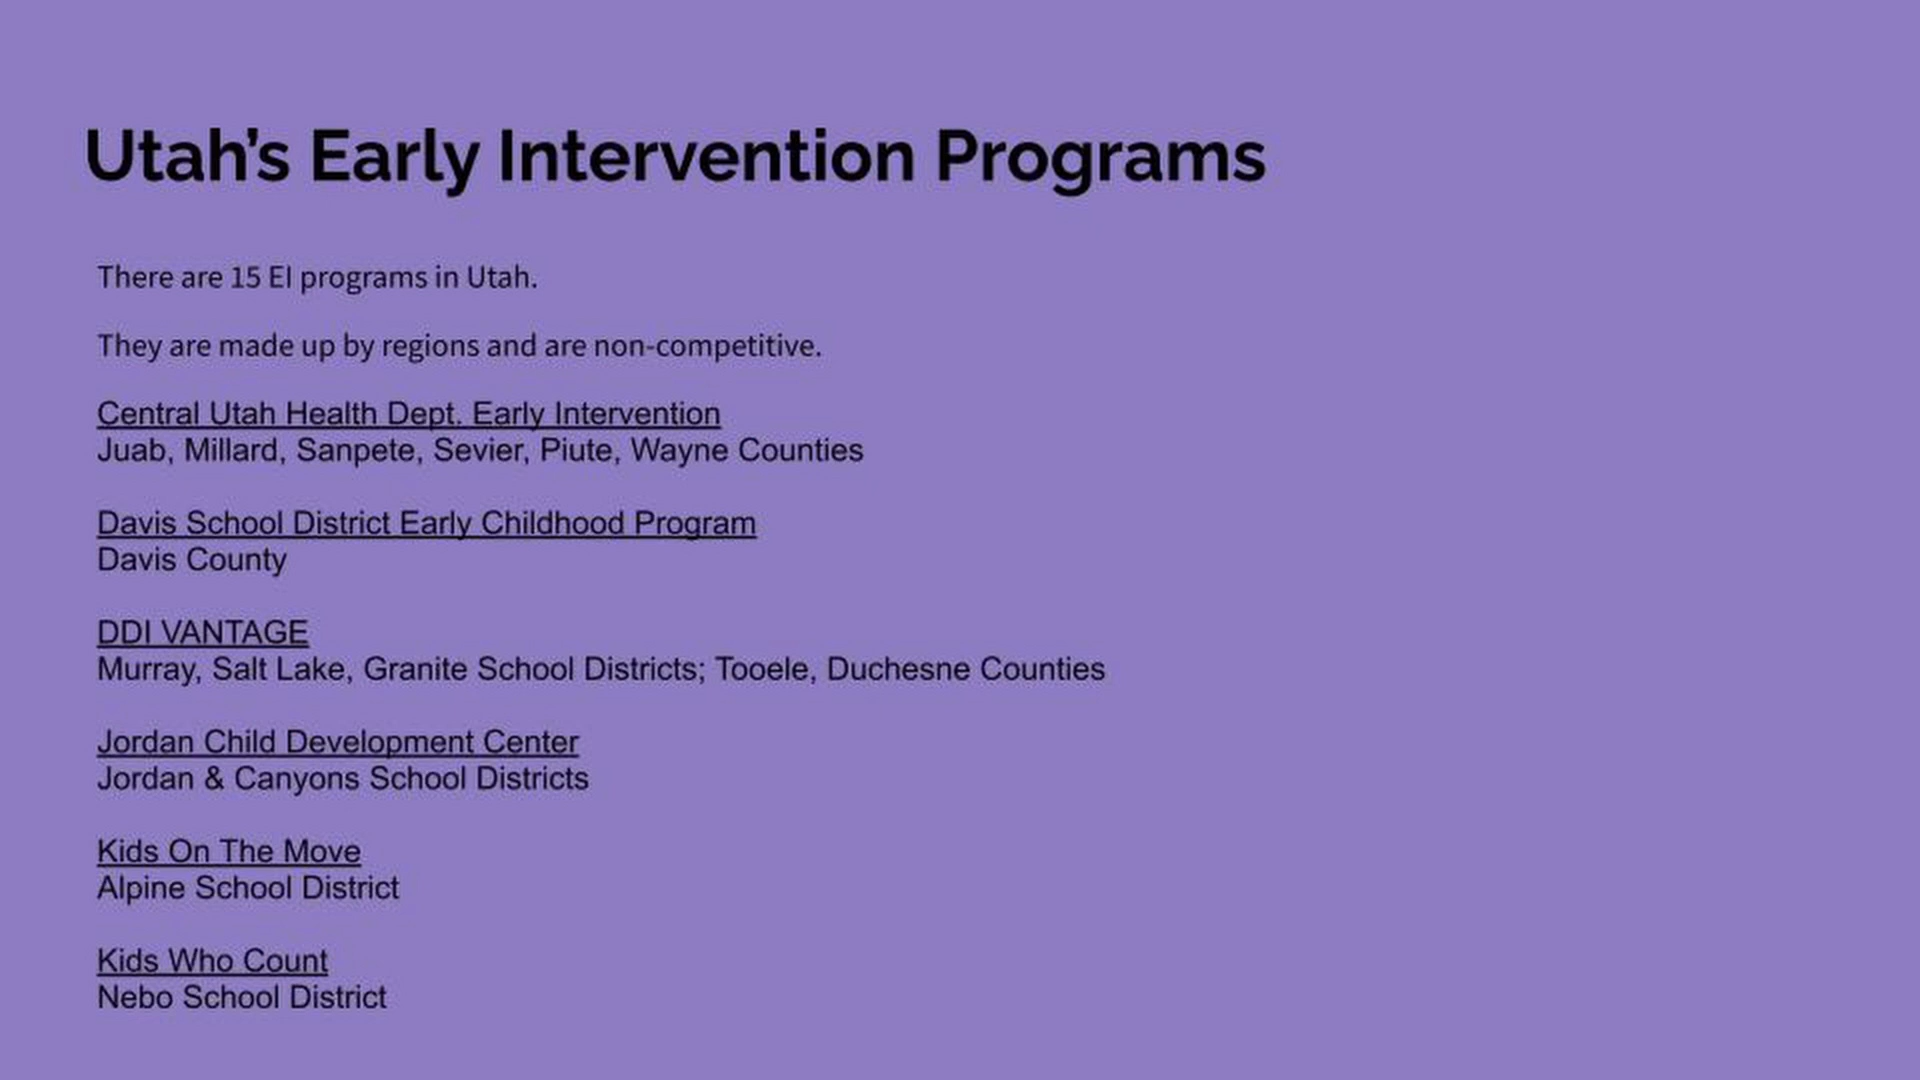 Utah’s Early Intervention Programs
There are 15 EI programs in Utah.
They are made up by regions and are non-competitive.
Central Utah Health Dept. Early Intervention
Juab, Millard, Sanpete, Sevier, Piute, Wayne Counties
Davis School District Early Childhood Program
Davis County
DDI VANTAGE
Murray, Salt Lake, Granite School Districts; Tooele, Duchesne Counties
Jordan Child Development Center
Jordan & Canyons School Districts
Kids On The Move
Alpine School District
Kids Who Count
Nebo School District